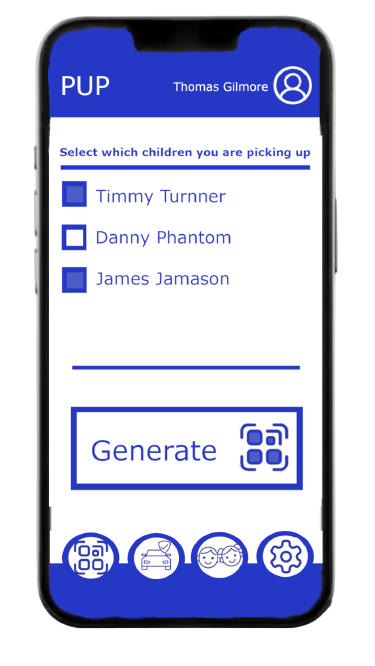 PUP
Thomas Gilmore
Select which children you are picking up
Timmy Turnner
Danny Phantom
James Jamason
Generate